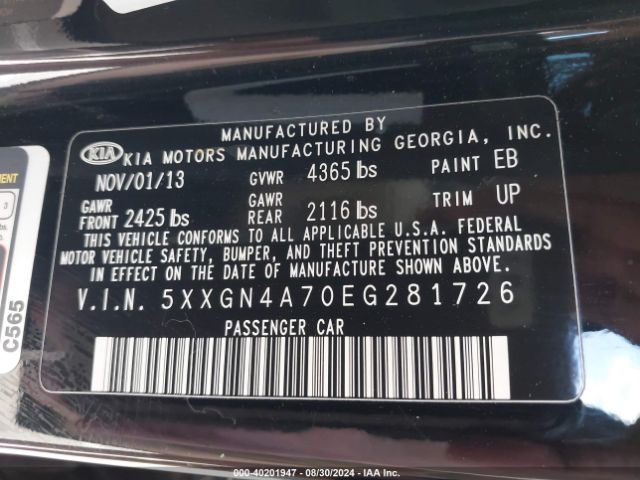 MANUFACTURED BY
KIA KIA MOTORS MANUFACTURING GEORGIA, INC.
NOV/01/13 GVWR 4365 lbs PAINT EB
GAWR FRONT 2425 lbs GAWR REAR 2116 lbs TRIM UP
THIS VEHICLE CONFORMS TO ALL APPLICABLE U.S.A. FEDERAL
MOTOR VEHICLE SAFETY, BUMPER, AND THEFT PREVENTION STANDARDS
IN EFFECT ON THE DATE OF MANUFACTURE SHOWN ABOVE.
V.I.N. 5XXGN4A70EG281726
PASSENGER CAR
C565
000-40201947 - 08/30/2024 - IAA Inc.